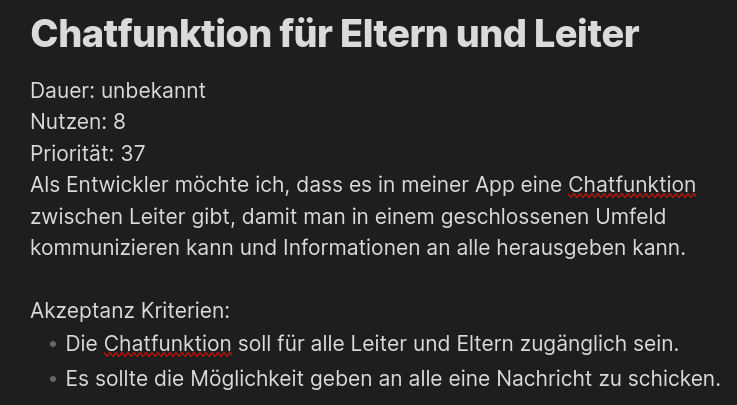 Chatfunktion für Eltern und Leiter
Dauer: unbekannt
Nutzen: 8
Priorität: 37
Als Entwickler möchte ich, dass es in meiner App eine Chatfunktion
zwischen Leiter gibt, damit man in einem geschlossenen Umfeld
kommunizieren kann und Informationen an alle herausgeben kann.
Akzeptanz Kriterien:
• Die Chatfunktion soll für alle Leiter und Eltern zugänglich sein.
• Es sollte die Möglichkeit geben an alle eine Nachricht zu schicken.